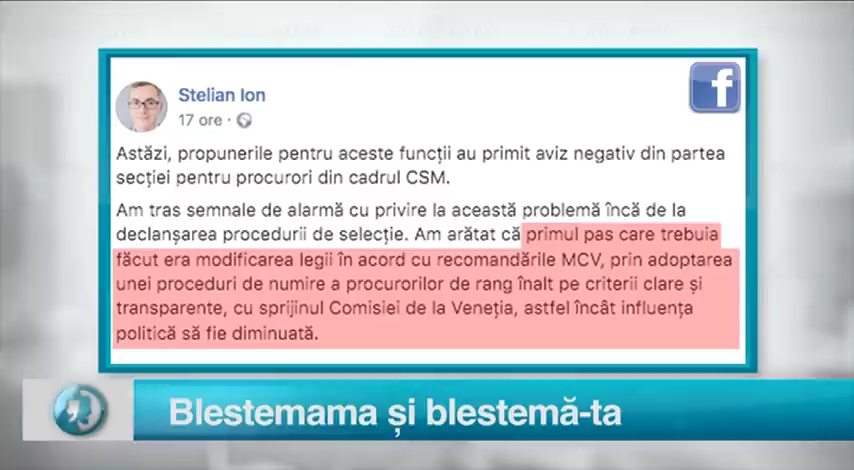 Stelian Ion
17 ore ·
Astăzi, propunerile pentru aceste funcții au primit aviz negativ din partea
secției pentru procurori din cadrul CSM.
Am tras semnale de alarmă cu privire la această problemă încă de la
declanșarea procedurii de selecție. Am arătat că primul pas care trebuia
făcut era modificarea legii în acord cu recomandările MCV, prin adoptarea
unei proceduri de numire a procurorilor de rang înalt pe criterii clare și
transparente, cu sprijinul Comisiei de la Veneția, astfel încât influența
politică să fie diminuată.
Blestemama și blestemă-ta